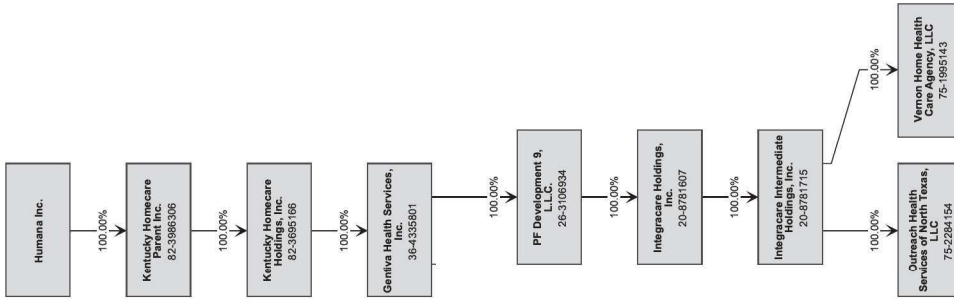 Humana Inc.
100.00%
Kentucky Homecare
Parent Inc.
82-3986306
100.00%
Kentucky Homecare
Holdings, Inc.
82-3695166
100.00%
Gentiva Health Services,
Inc.
36-4335801
100.00%
PF Development 9,
L.L.C.
26-3106934
100.00%
Integracare Holdings,
Inc.
20-8781607
100.00%
Integracare Intermediate
Holdings, Inc.
20-8781715
100.00%
Outreach Health
Services of North Texas,
LLC
75-2284154
100.00%
Vernon Home Health
Care Agency, LLC
75-1995143